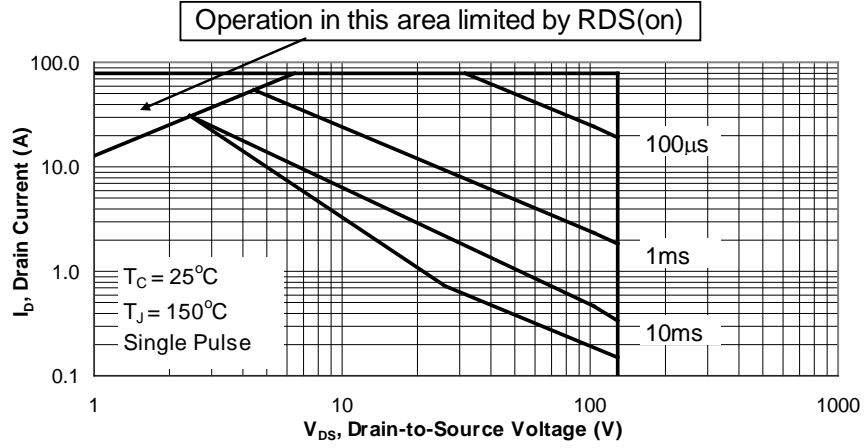 Operation in this area limited by RDS(on)
100.0
10.0
1.0
0.1
I_D, Drain Current (A)
100µs
1ms
10ms
T_C = 25°C
T_J = 150°C
Single Pulse
1
10
100
1000
V_DS, Drain-to-Source Voltage (V)